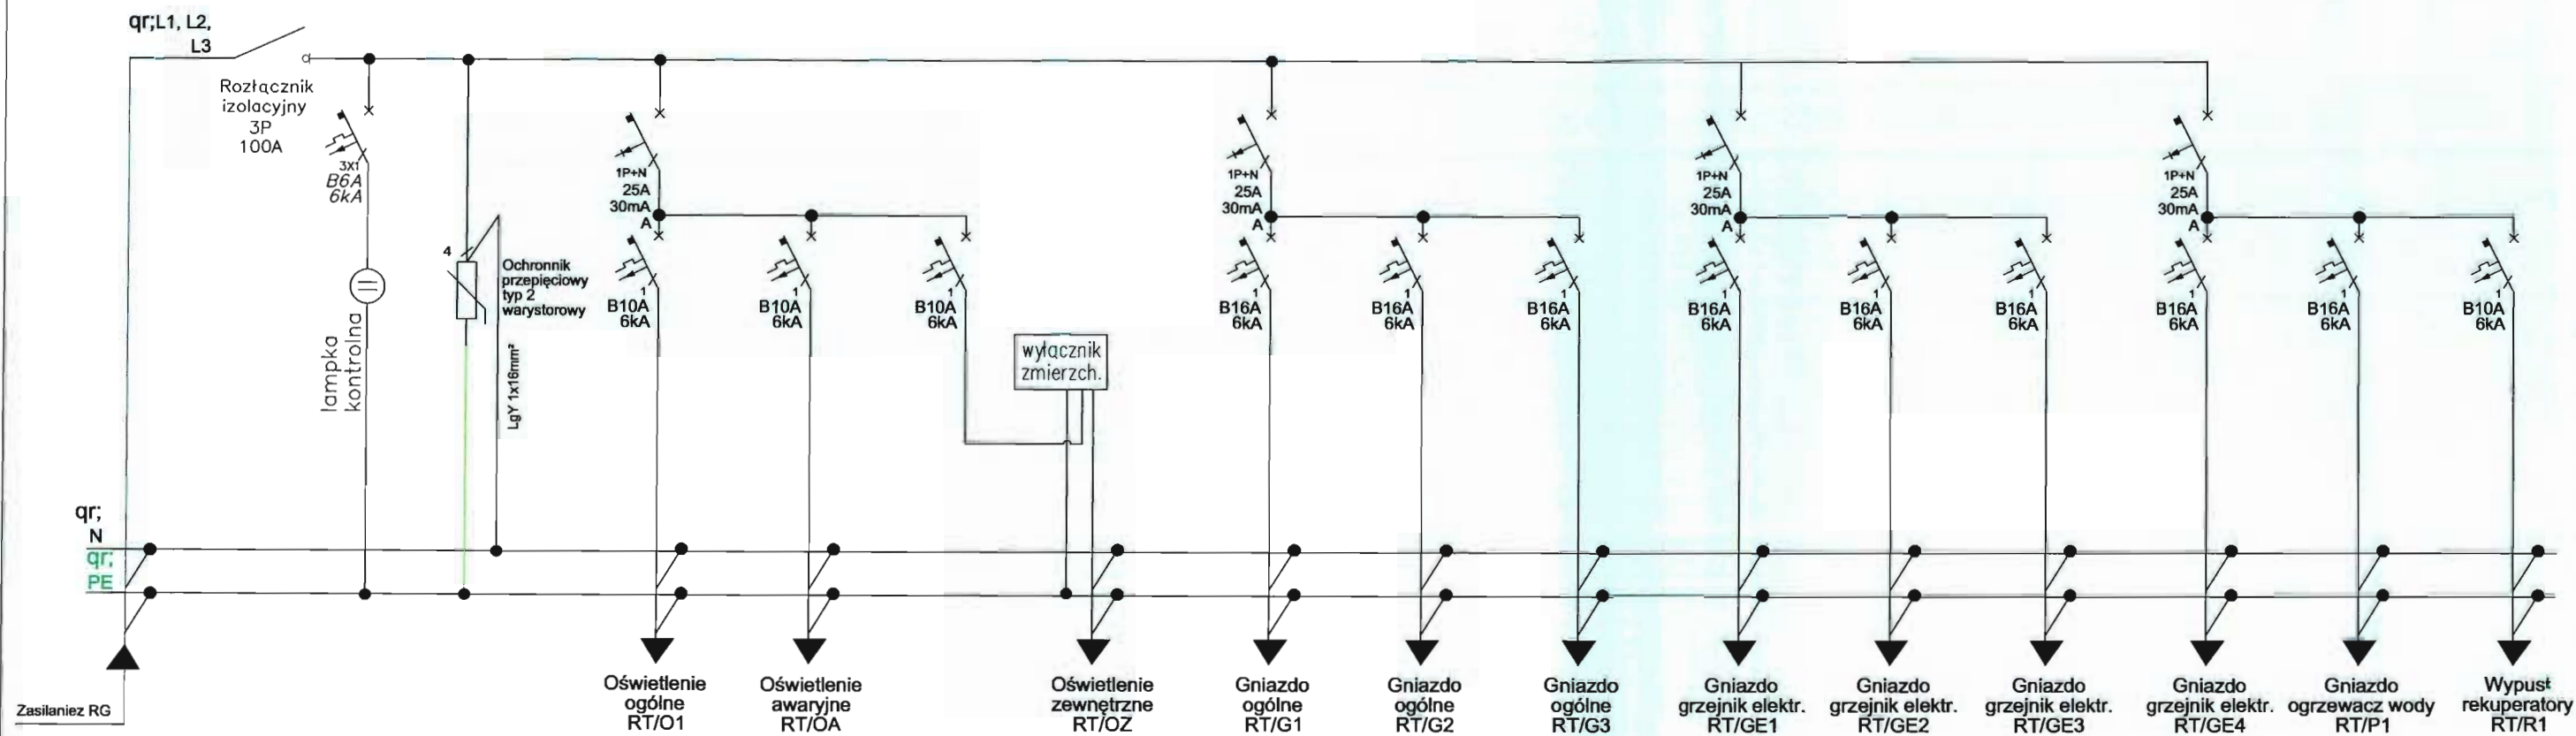 qr;L1, L2,
L3
Rozłącznik
izolacyjny
3P
100A
3X1
B6A
6kA
lampka
kontrolna
4
Ochronnik
przepięciowy
typ 2
warystorowy
LgY 1x16mm²
1P+N
25A
30mA
A
1
B10A
6kA
1
B10A
6kA
1
B10A
6kA
wyłącznik
zmierzch.
1P+N
25A
30mA
A
1
B16A
6kA
1
B16A
6kA
1
B16A
6kA
1P+N
25A
30mA
A
1
B16A
6kA
1
B16A
6kA
1
B16A
6kA
1P+N
25A
30mA
A
1
B16A
6kA
1
B16A
6kA
1
B10A
6kA
qr;
N
qr;
PE
Zasilaniez RG
Oświetlenie
ogólne
RT/O1
Oświetlenie
awaryjne
RT/OA
Oświetlenie
zewnętrzne
RT/OZ
Gniazdo
ogólne
RT/G1
Gniazdo
ogólne
RT/G2
Gniazdo
ogólne
RT/G3
Gniazdo
grzejnik elektr.
RT/GE1
Gniazdo
grzejnik elektr.
RT/GE2
Gniazdo
grzejnik elektr.
RT/GE3
Gniazdo
grzejnik elektr.
RT/GE4
Gniazdo
ogrzewacz wody
RT/P1
Wypust
rekuperatory
RT/R1